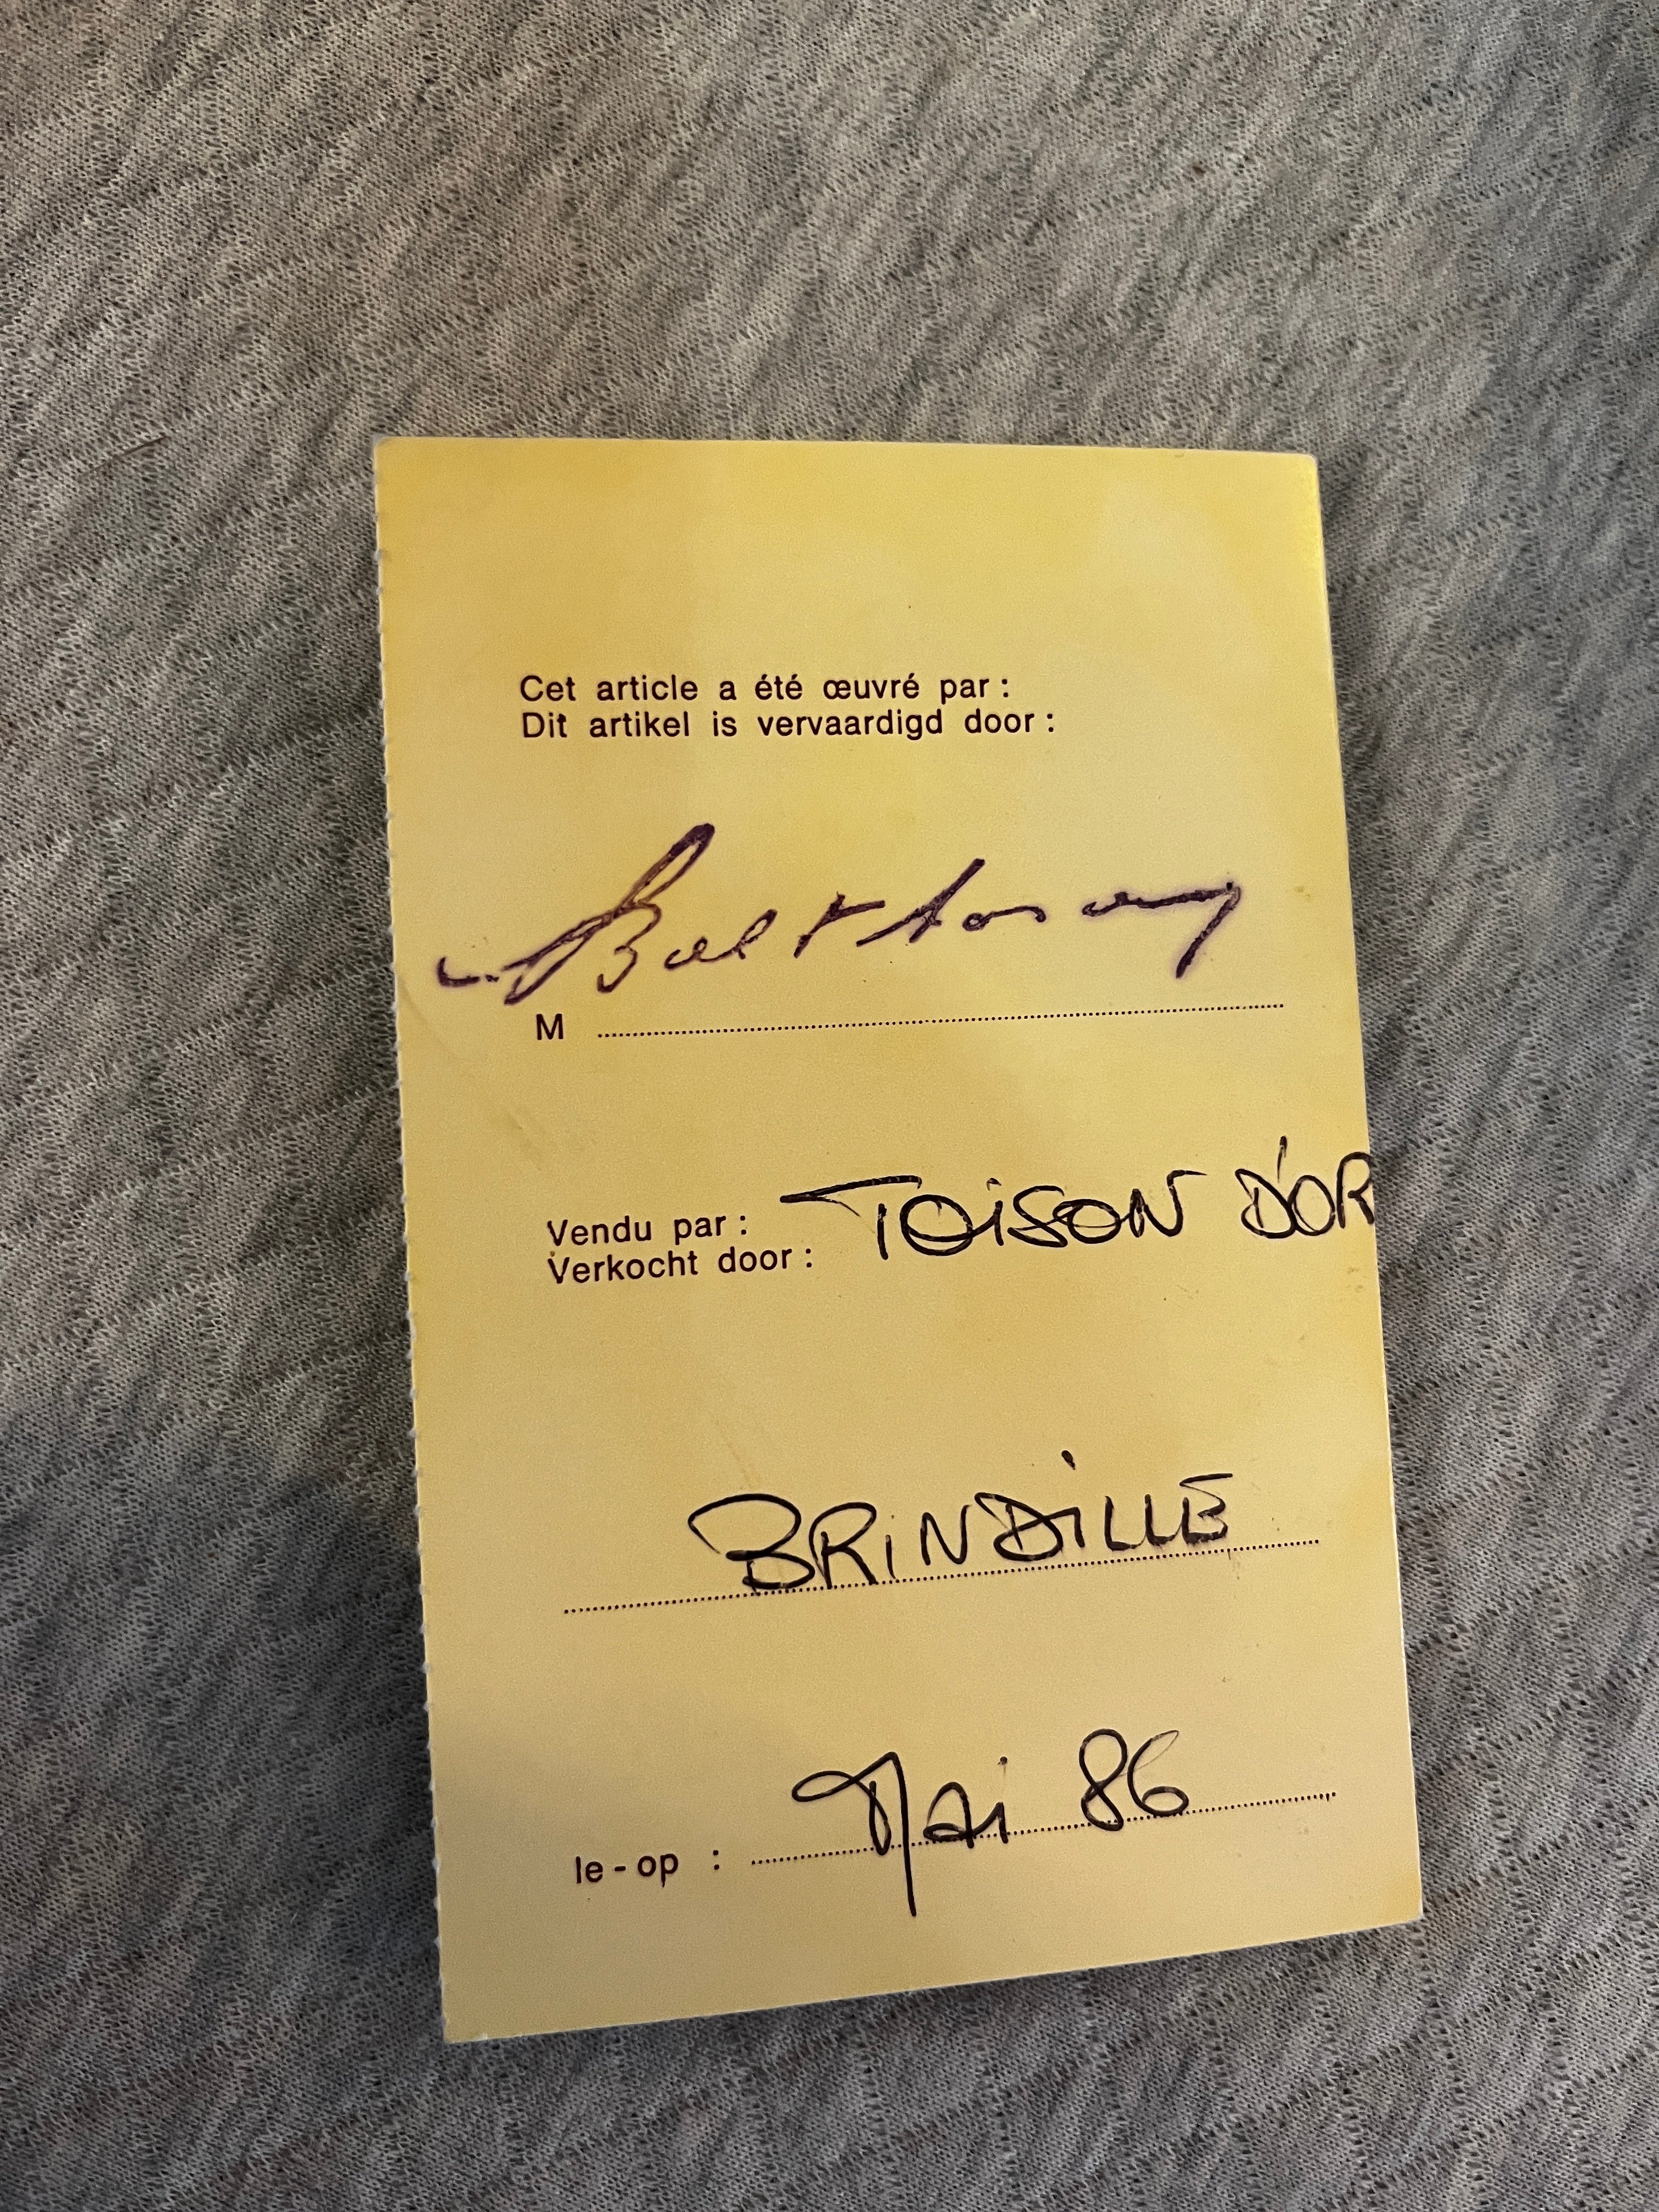 Cet article a été œuvré par :
Dit artikel is vervaardigd door :
M
Vendu par : TOiSON D'OR
Verkocht door :
BRiNDiLLE
le-op : Mai 86